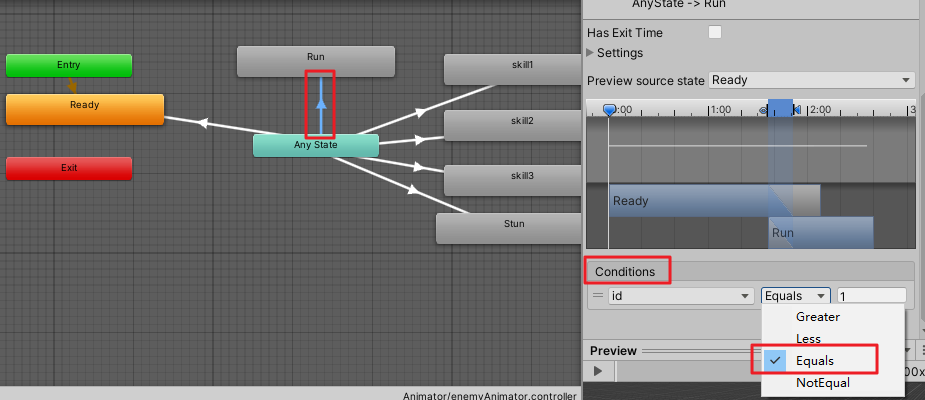 Entry
Ready
Exit
Run
Any State
skill1
skill2
skill3
Stun
Animator/enemyAnimator.controller
AnyState -> Run
Has Exit Time
Settings
Preview source state Ready
:00 1:00 2:00 3
Ready
Run
Conditions
id Equals 1
Greater
Less
Equals
NotEqual
Preview
00x